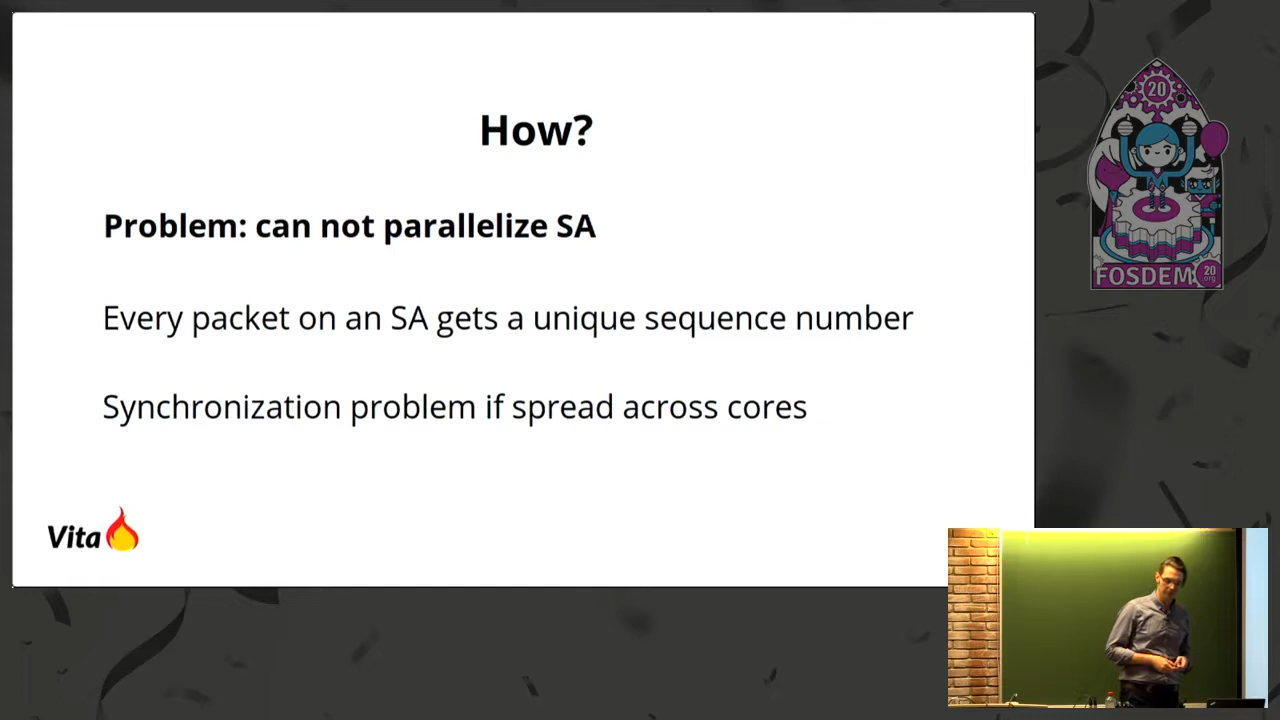 How?
Problem: can not parallelize SA
Every packet on an SA gets a unique sequence number
Synchronization problem if spread across cores
Vita
20
FOSDEM
20
.org